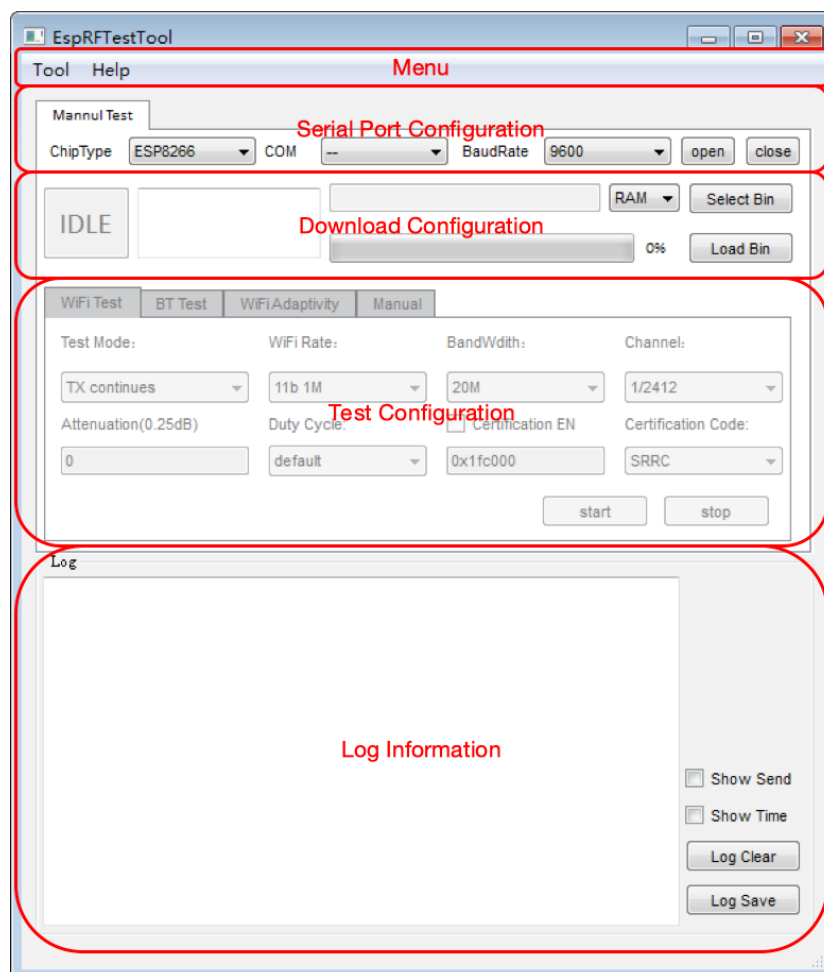 EspRFTestTool
Tool Help
Menu
Mannul Test
Serial Port Configuration
ChipType ESP8266 COM -- BaudRate 9600 open close
IDLE
RAM Select Bin
Download Configuration
0% Load Bin
WiFi Test BT Test WiFi Adaptivity Manual
Test Mode: WiFi Rate: BandWdith: Channel:
TX continues 11b 1M 20M 1/2412
Test Configuration
Attenuation(0.25dB) Duty Cycle: Certification EN Certification Code:
0 default 0x1fc000 SRRC
start stop
Log
Log Information
Show Send
Show Time
Log Clear
Log Save